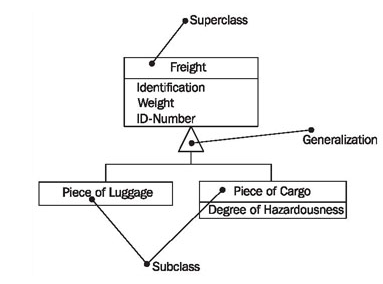 Superclass
Freight
Identification
Weight
ID-Number
Generalization
Piece of Luggage
Piece of Cargo
Degree of Hazardousness
Subclass